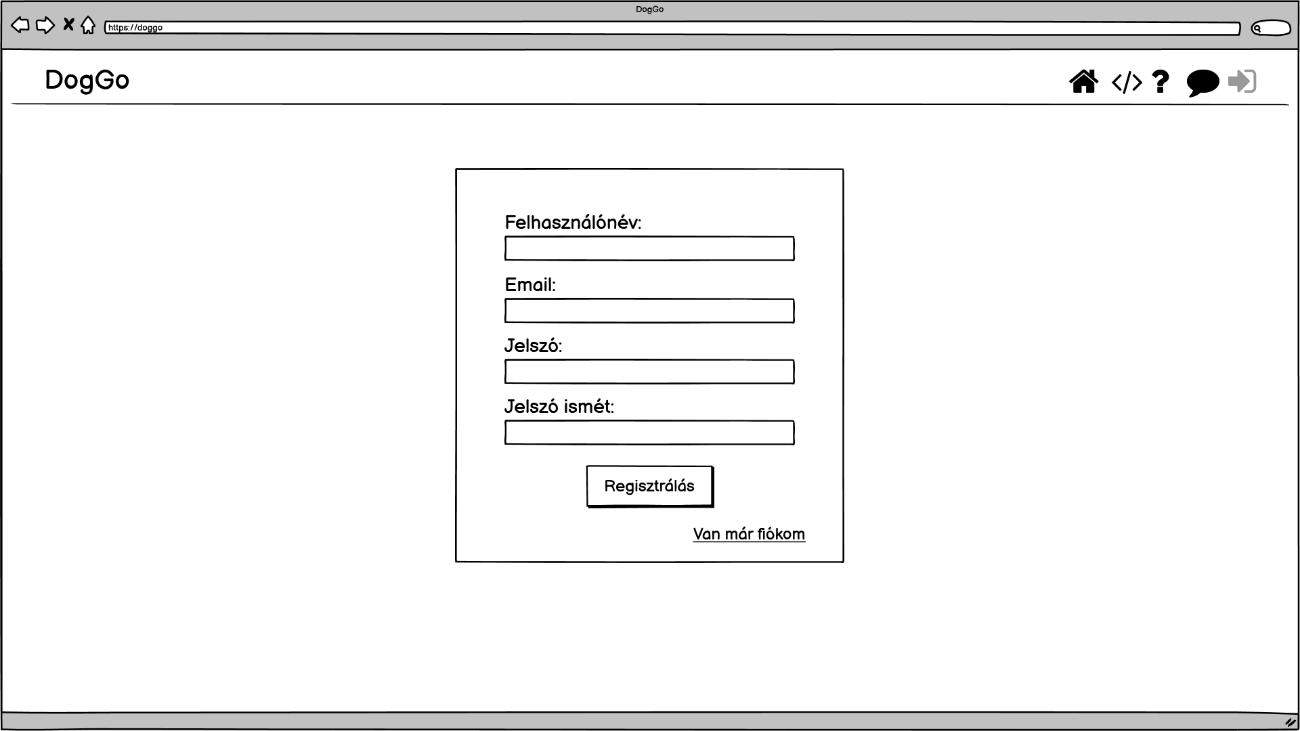 DogGo
https://doggo
DogGo
</>
?
Felhasználónév:
Email:
Jelszó:
Jelszó ismét:
Regisztrálás
Van már fiókom